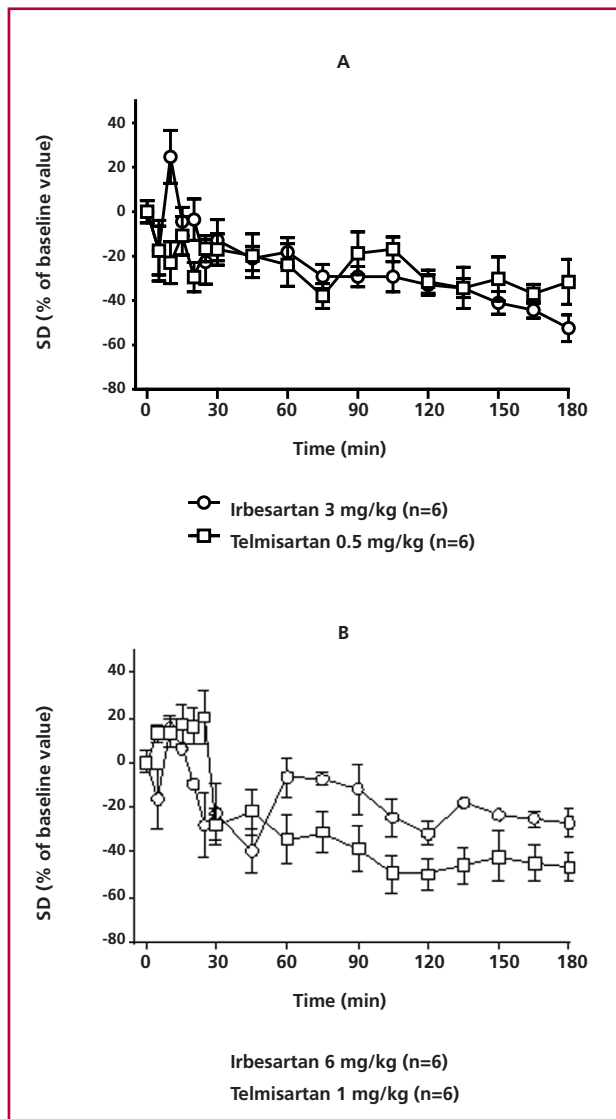 A
SD (% of baseline value)
40
20
0
-20
-40
-60
-80
0 30 60 90 120 150 180
Time (min)
Irbesartan 3 mg/kg (n=6)
Telmisartan 0.5 mg/kg (n=6)
B
SD (% of baseline value)
40
20
0
-20
-40
-60
-80
0 30 60 90 120 150 180
Time (min)
Irbesartan 6 mg/kg (n=6)
Telmisartan 1 mg/kg (n=6)